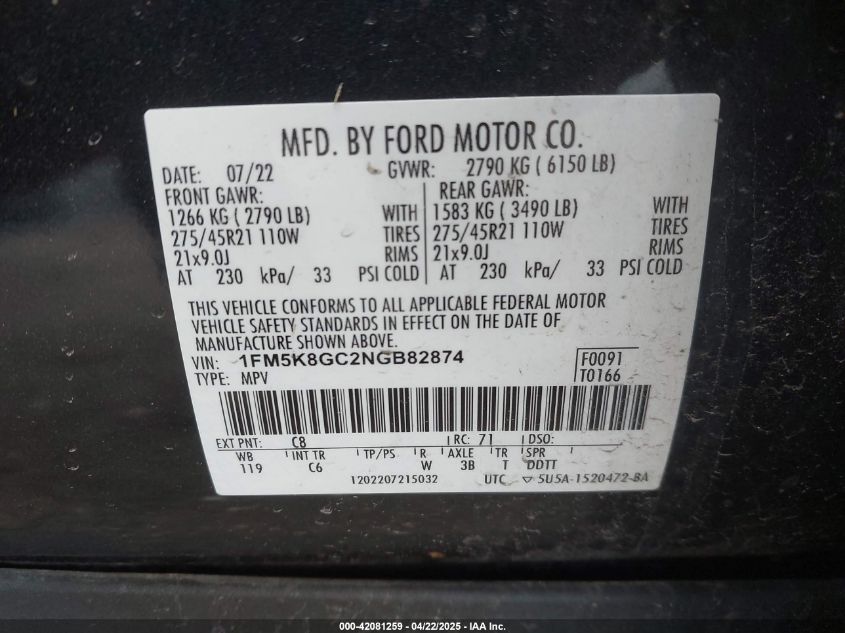 MFD. BY FORD MOTOR CO.
DATE: 07/22 GVWR: 2790 KG ( 6150 LB)
FRONT GAWR: REAR GAWR:
1266 KG ( 2790 LB) WITH 1583 KG ( 3490 LB) WITH
275/45R21 110W TIRES 275/45R21 110W TIRES
21x9.0J RIMS 21x9.0J RIMS
AT 230 kPa/ 33 PSI COLD AT 230 kPa/ 33 PSI COLD
THIS VEHICLE CONFORMS TO ALL APPLICABLE FEDERAL MOTOR
VEHICLE SAFETY STANDARDS IN EFFECT ON THE DATE OF
MANUFACTURE SHOWN ABOVE.
VIN: 1FM5K8GC2NGB82874 F0091
TYPE: MPV T0166
EXT PNT: C8 RC: 71 DSO:
WB INT TR TP/PS R AXLE TR SPR
119 C6 W 3B T DDTT
1202207215032 UTC ▽ 5U5A-1520472-BA
000-42081259 - 04/22/2025 - IAA Inc.